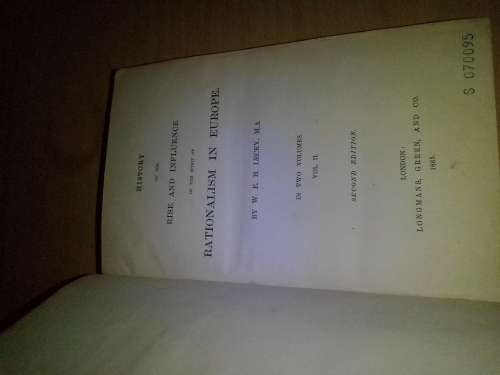 HISTORY
OF THE
RISE AND INFLUENCE
OF THE SPIRIT OF
RATIONALISM IN EUROPE.
BY W. E. H. LECKY, M.A.
IN TWO VOLUMES
VOL. II.
SECOND EDITION.
LONDON:
LONGMANS, GREEN, AND CO.
1865.
S 070095